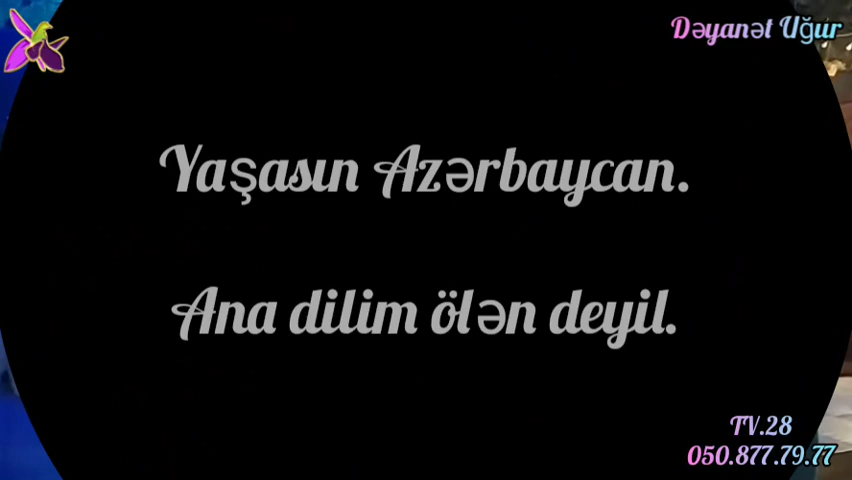 Dəyanət Uğur
Yaşasın Azərbaycan.
Ana dilim ölən deyil.
TV.28
050.877.79.77